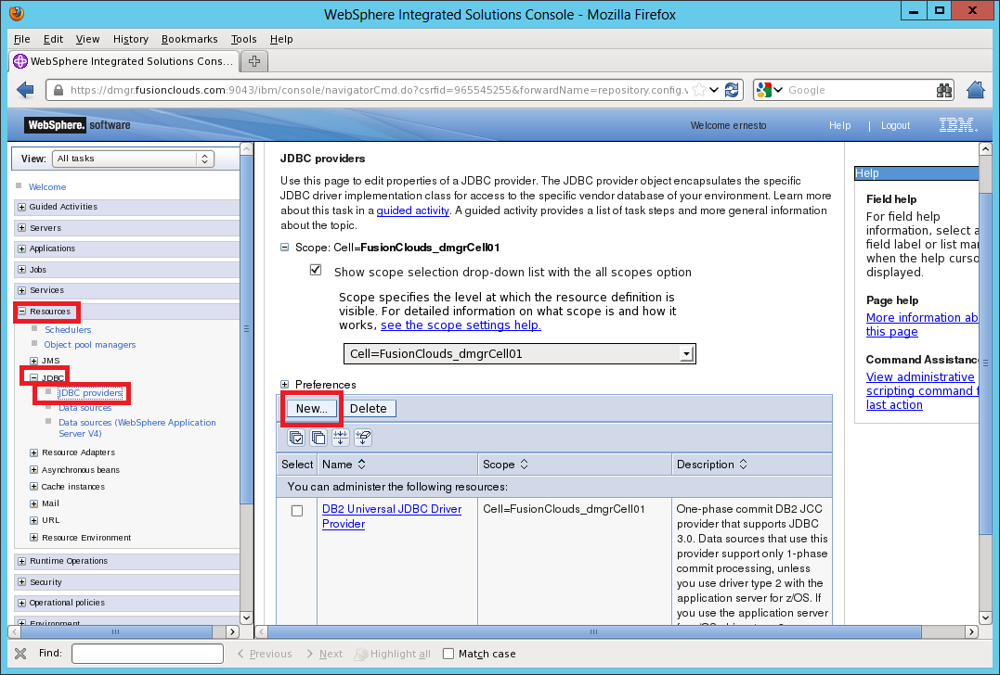 WebSphere Integrated Solutions Console - Mozilla Firefox
File Edit View History Bookmarks Tools Help
WebSphere Integrated Solutions Cons...
https://dmgr.fusionclouds.com:9043/ibm/console/navigatorCmd.do?csrfid=965545255&forwardName=repository.config.v
Google
WebSphere. software
Welcome ernesto
Help | Logout
IBM.
View: All tasks
Welcome
Guided Activities
Servers
Applications
Jobs
Services
Resources
Schedulers
Object pool managers
JMS
JDBC
JDBC providers
Data sources
Data sources (WebSphere Application
Server V4)
Resource Adapters
Asynchronous beans
Cache instances
Mail
URL
Resource Environment
Runtime Operations
Security
Operational policies
Environment
JDBC providers
Use this page to edit properties of a JDBC provider. The JDBC provider object encapsulates the specific
JDBC driver implementation class for access to the specific vendor database of your environment. Learn more
about this task in a guided activity. A guided activity provides a list of task steps and more general information
about the topic.
Scope: Cell=FusionClouds_dmgrCell01
Show scope selection drop-down list with the all scopes option
Scope specifies the level at which the resource definition is
visible. For detailed information on what scope is and how it
works, see the scope settings help.
Cell=FusionClouds_dmgrCell01
Preferences
New... Delete
Select Name Scope Description
You can administer the following resources:
DB2 Universal JDBC Driver
Provider
Cell=FusionClouds_dmgrCell01
One-phase commit DB2 JCC
provider that supports JDBC
3.0. Data sources that use this
provider support only 1-phase
commit processing, unless
you use driver type 2 with the
application server for z/OS. If
you use the application server
Help
Field help
For field help
information, select a
field label or list mar
when the help curso
displayed.
Page help
More information ab
this page
Command Assistanc
View administrative
scripting command f
last action
Find: Previous Next Highlight all Match case